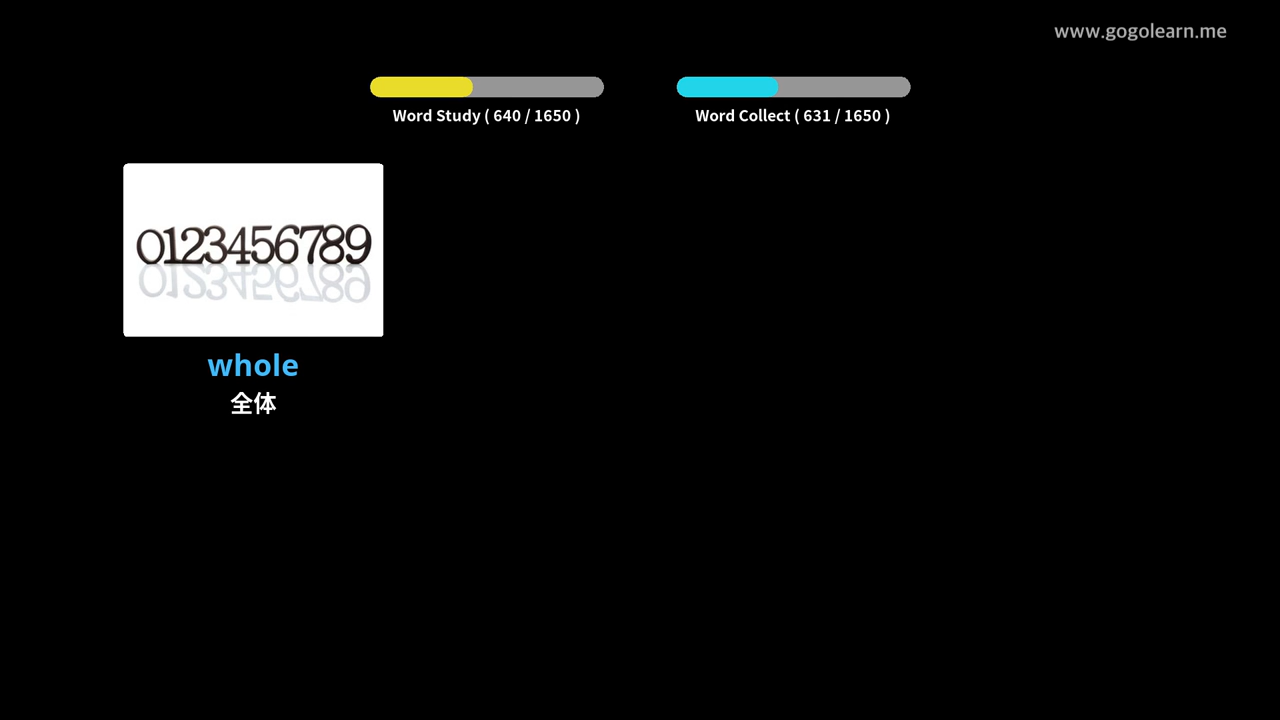 www.gogolearn.me
Word Study ( 640 / 1650 )
Word Collect ( 631 / 1650 )
0123456789
whole
全体